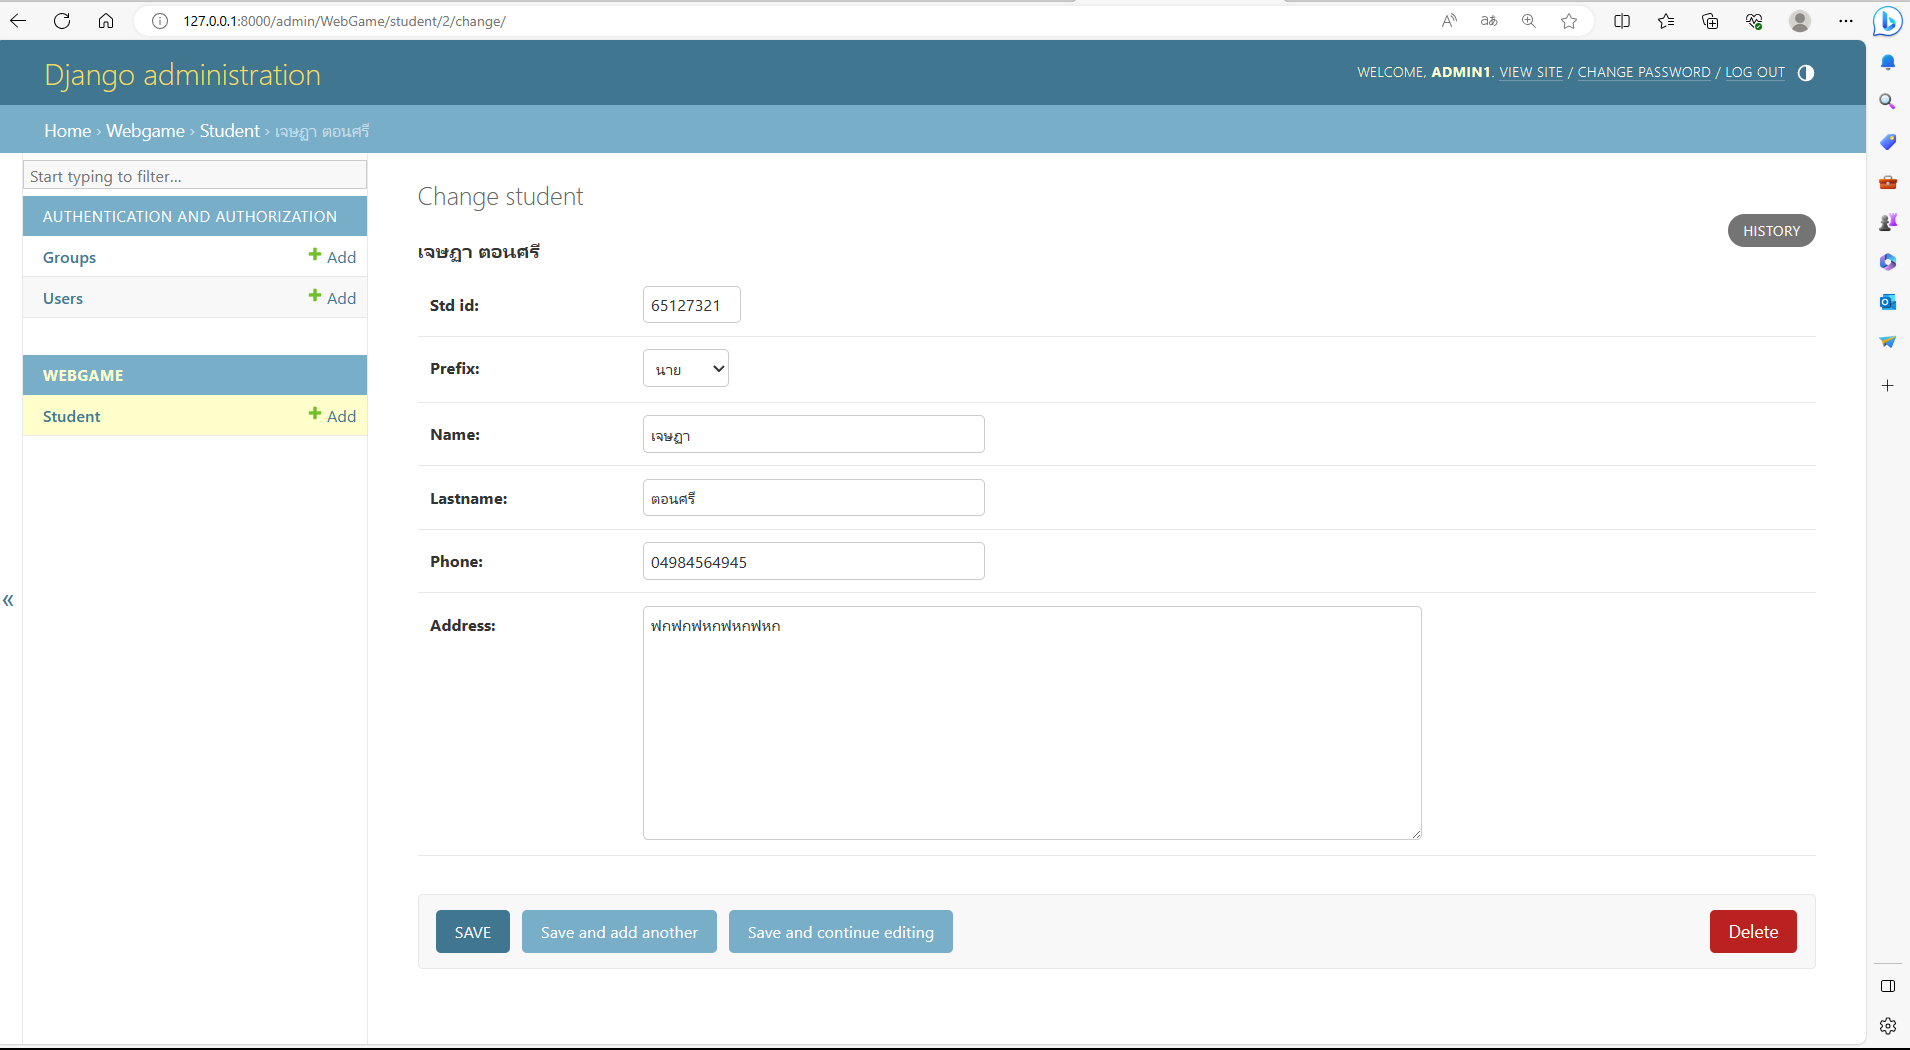 127.0.0.1:8000/admin/WebGame/student/2/change/
Django administration
WELCOME, ADMIN1. VIEW SITE / CHANGE PASSWORD / LOG OUT
Home › Webgame › Student › เจษฎา ตอนศรี
Start typing to filter...
AUTHENTICATION AND AUTHORIZATION
Groups Add
Users Add
WEBGAME
Student Add
Change student
HISTORY
เจษฎา ตอนศรี
Std id: 65127321
Prefix: นาย
Name: เจษฎา
Lastname: ตอนศรี
Phone: 04984564945
Address: ฟกฟกฟหกฟหกฟหก
SAVE Save and add another Save and continue editing Delete